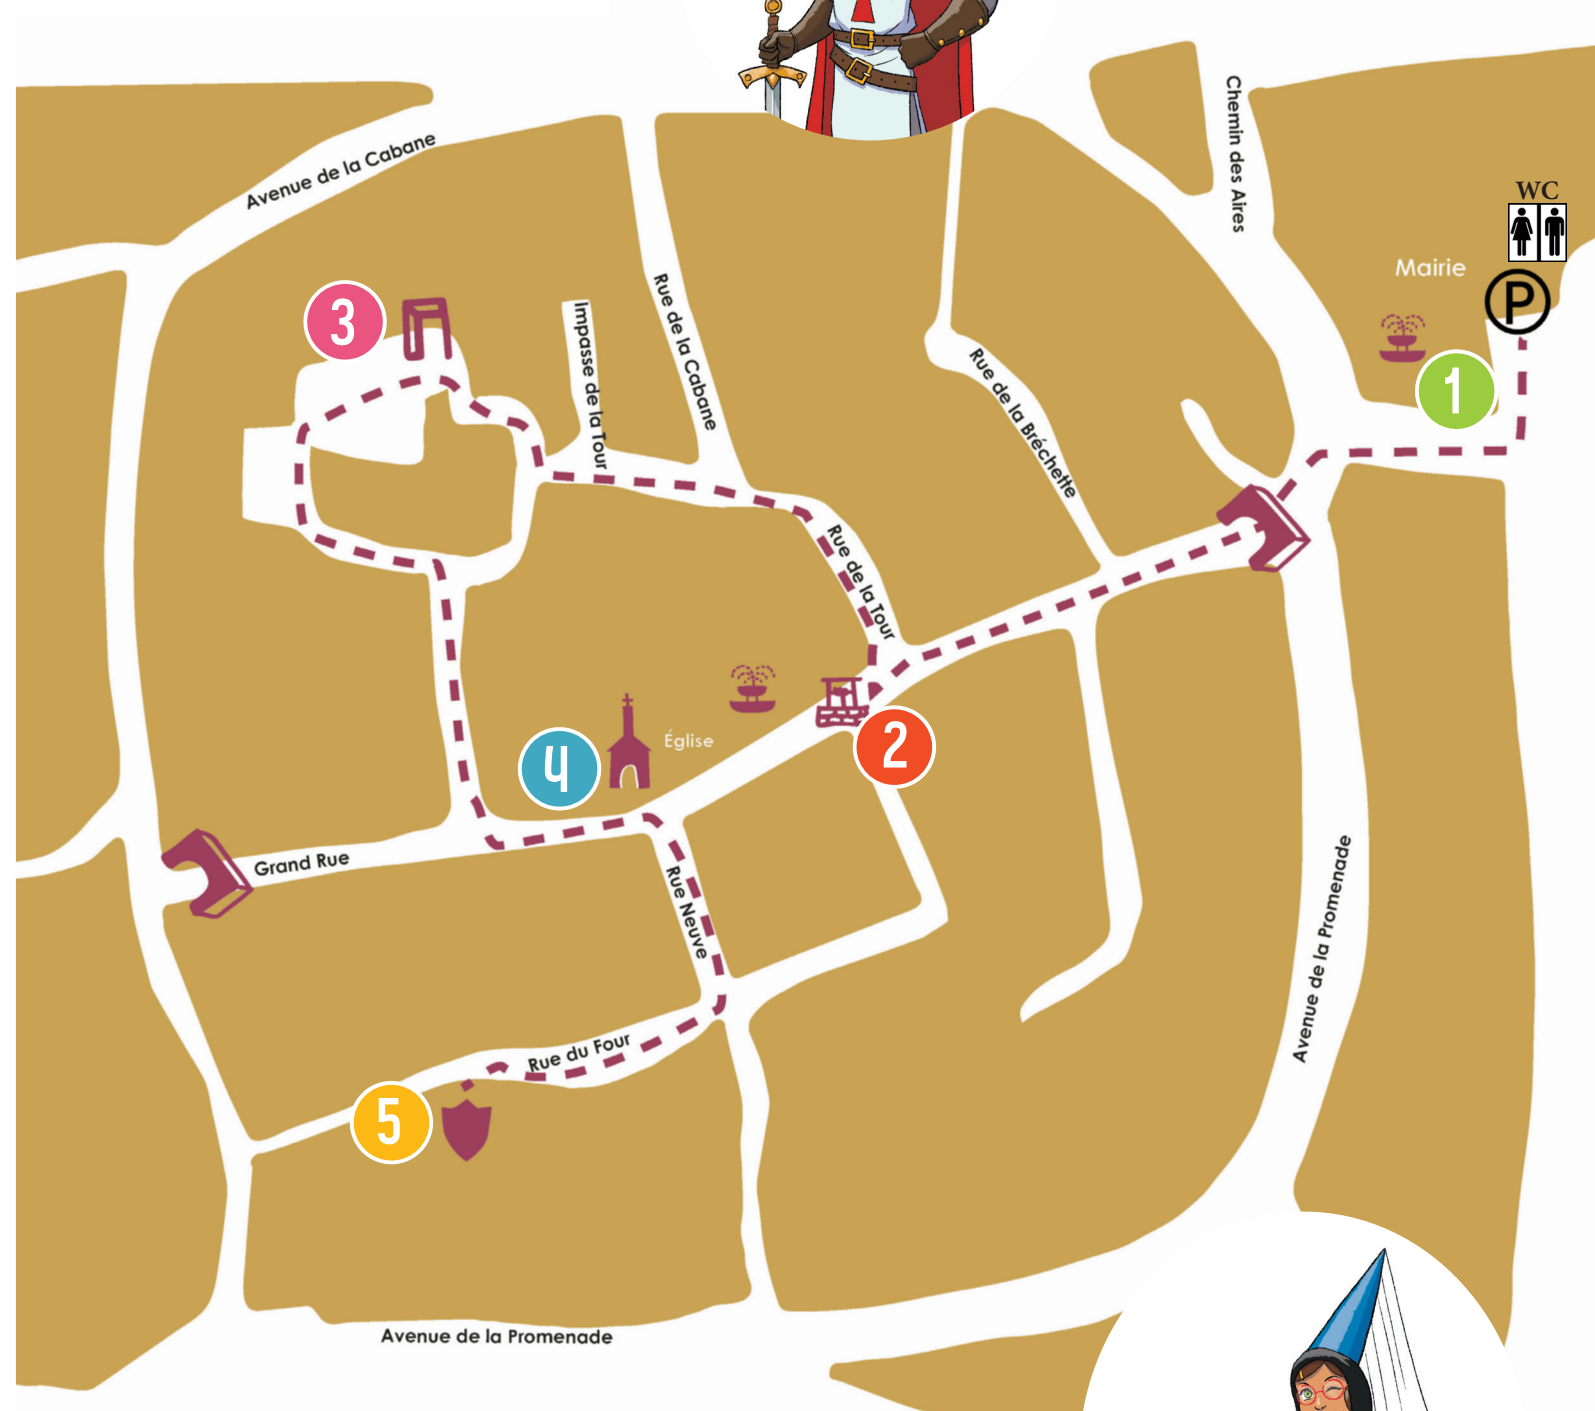 Avenue de la Cabane
Chemin des Aires
WC
Mairie
P
3
Impasse de la Tour
Rue de la Cabane
Rue de la Bréchette
1
Rue de la Tour
4
Église
2
Grand Rue
Rue Neuve
Avenue de la Promenade
Rue du Four
5
Avenue de la Promenade